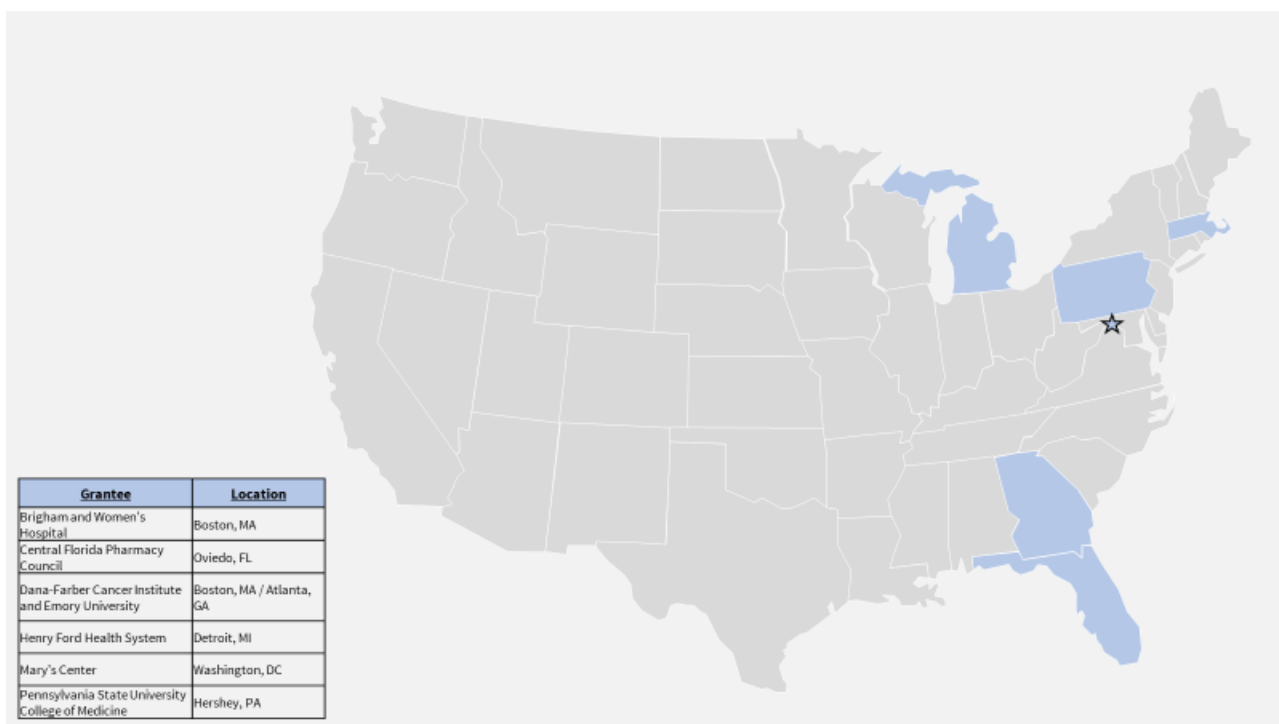 Grantee Location
Brigham and Women's
Hospital
Boston, MA
Central Florida Pharmacy
Council
Oviedo, FL
Dana-Farber Cancer Institute
and Emory University
Boston, MA / Atlanta,
GA
Henry Ford Health System
Detroit, MI
Mary's Center
Washington, DC
Pennsylvania State University
College of Medicine
Hershey, PA